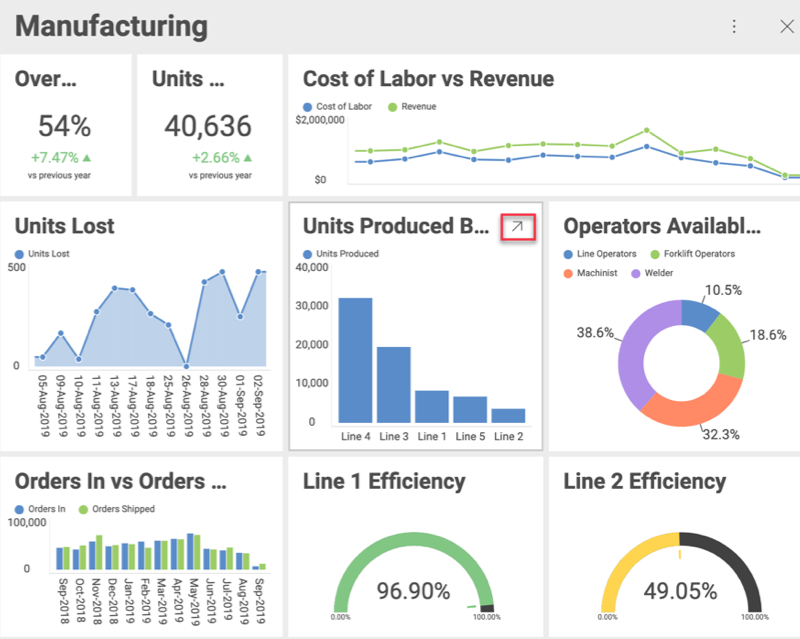 Manufacturing
Over...
54%
+7.47%
vs previous year
Units ...
40,636
+2.66%
vs previous year
Cost of Labor vs Revenue
Cost of Labor
Revenue
$2,000,000
$0
Units Lost
Units Lost
500
0
05-Aug-2019
09-Aug-2019
10-Aug-2019
11-Aug-2019
13-Aug-2019
17-Aug-2019
18-Aug-2019
25-Aug-2019
26-Aug-2019
28-Aug-2019
30-Aug-2019
01-Sep-2019
02-Sep-2019
Units Produced B...
Units Produced
40,000
30,000
20,000
10,000
0
Line 4
Line 3
Line 1
Line 5
Line 2
Operators Availabl...
Line Operators
Forklift Operators
Machinist
Welder
10.5%
18.6%
32.3%
38.6%
Orders In vs Orders ...
Orders In
Orders Shipped
100,000
0
Sep-2018
Oct-2018
Nov-2018
Dec-2018
Jan-2019
Feb-2019
Mar-2019
Apr-2019
May-2019
Jun-2019
Jul-2019
Aug-2019
Sep-2019
Line 1 Efficiency
96.90%
0.00%
100.00%
Line 2 Efficiency
49.05%
0.00%
100.00%